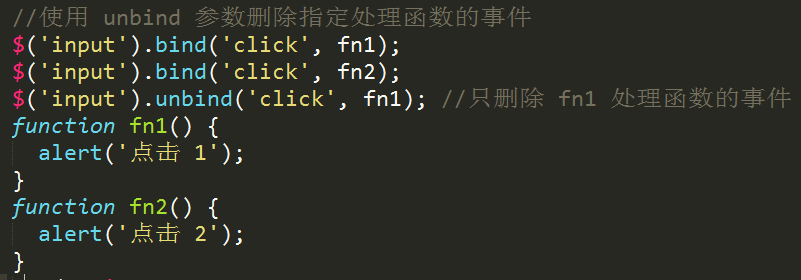 //使用 unbind 参数删除指定处理函数的事件
$('input').bind('click', fn1);
$('input').bind('click', fn2);
$('input').unbind('click', fn1); //只删除 fn1 处理函数的事件
function fn1() {
  alert('点击 1');
}
function fn2() {
  alert('点击 2');
}